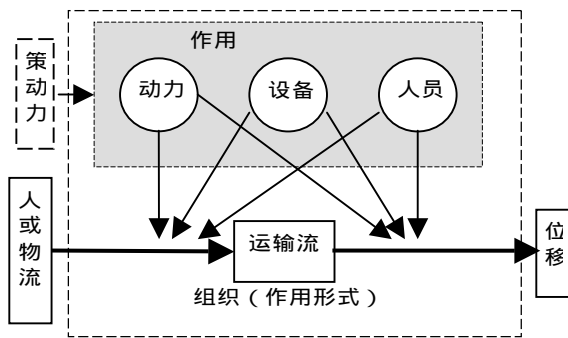 作用
策动力
动力
设备
人员
人或物流
运输流
位移
组织（作用形式）